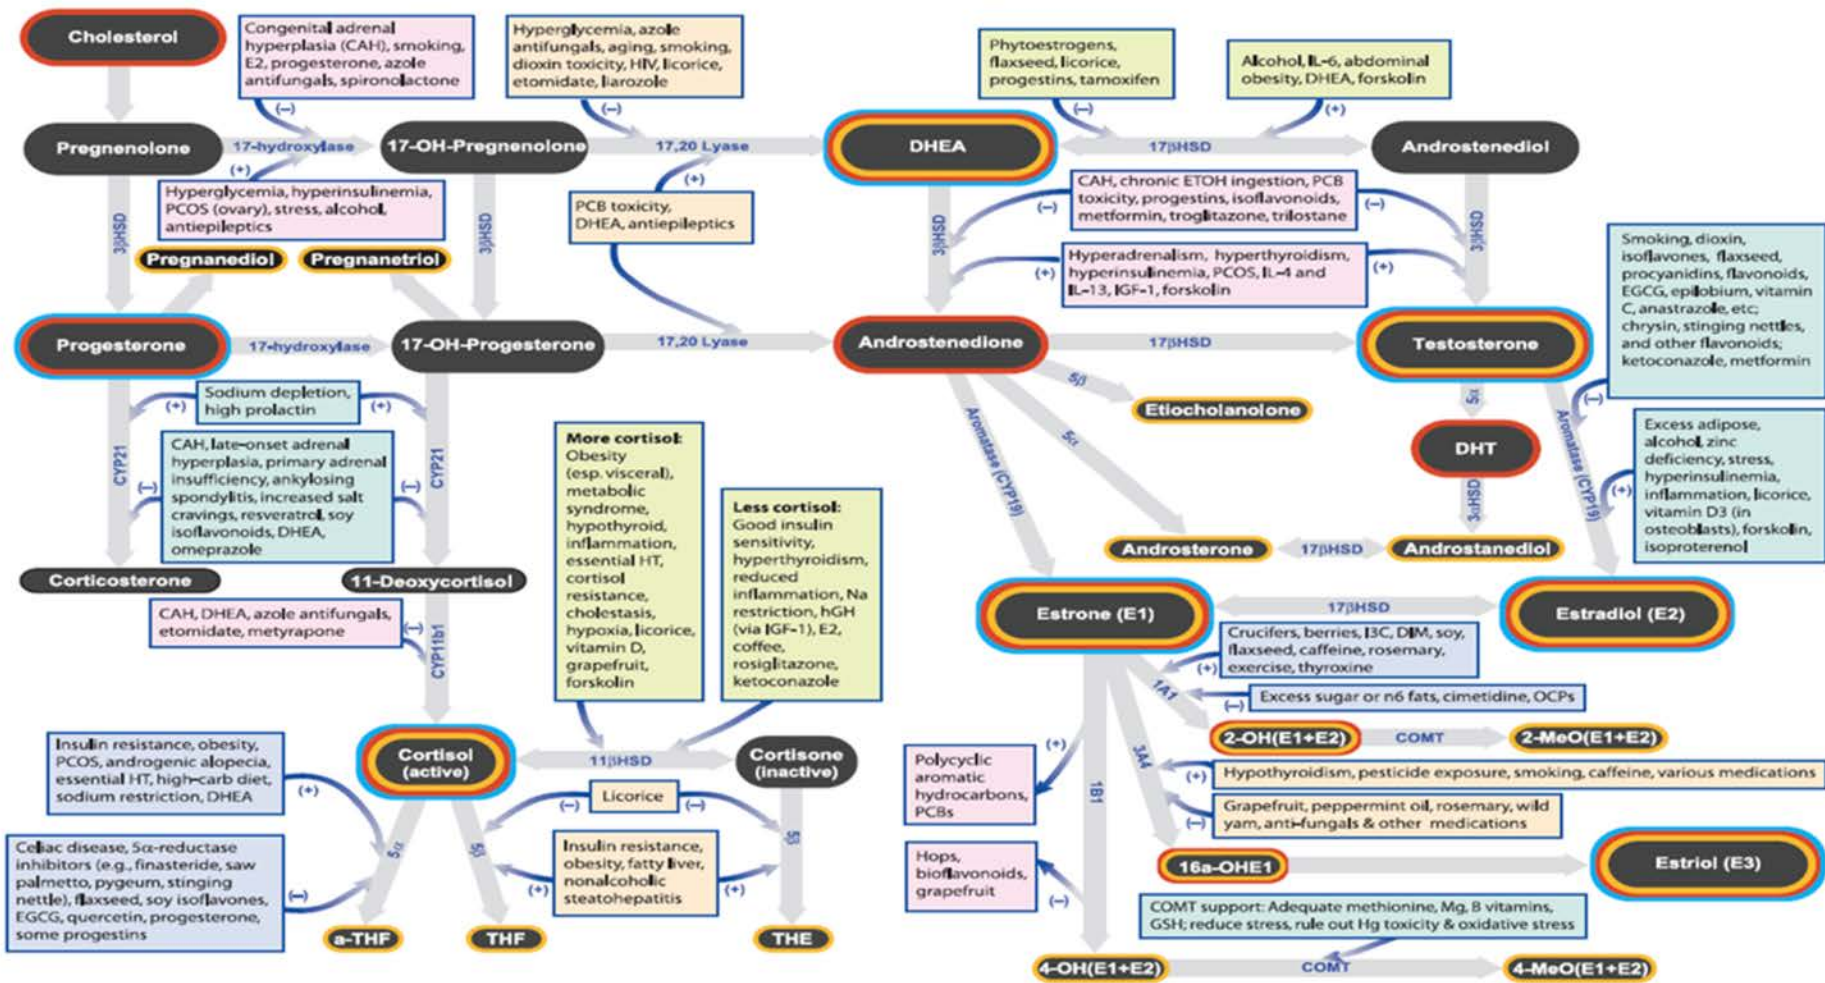 Cholesterol
Congenital adrenal
hyperplasia (CAH), smoking,
E2, progesterone, azole
antifungals, spironolactone
(−)
Hyperglycemia, azole
antifungals, aging, smoking,
dioxin toxicity, HIV, licorice,
etomidate, liarozole
(−)
Phytoestrogens,
flaxseed, licorice,
progestins, tamoxifen
(−)
Alcohol, IL-6, abdominal
obesity, DHEA, forskolin
(+)
Pregnenolone
17-hydroxylase
17-OH-Pregnenolone
17,20 Lyase
DHEA
17βHSD
Androstenediol
(+)
Hyperglycemia, hyperinsulinemia,
PCOS (ovary), stress, alcohol,
antiepileptics
3βHSD
3βHSD
(+)
PCB toxicity,
DHEA, antiepileptics
CAH, chronic ETOH ingestion, PCB
toxicity, progestins, isoflavonoids,
metformin, troglitazone, trilostane
(−)
(−)
3βHSD
3βHSD
Hyperadrenalism, hyperthyroidism,
hyperinsulinemia, PCOS, IL-4 and
IL-13, IGF-1, forskolin
(+)
(+)
Smoking, dioxin,
isoflavones, flaxseed,
procyanidins, flavonoids,
EGCG, epilobium, vitamin
C, anastrazole, etc;
chrysin, stinging nettles,
and other flavonoids;
ketoconazole, metformin
(−)
Pregnanediol
Pregnanetriol
Progesterone
17-hydroxylase
17-OH-Progesterone
17,20 Lyase
Androstenedione
17βHSD
Testosterone
Sodium depletion,
high prolactin
(+)
(+)
CYP21
CYP21
CAH, late-onset adrenal
hyperplasia, primary adrenal
insufficiency, ankylosing
spondylitis, increased salt
cravings, resveratrol, soy
isoflavonoids, DHEA,
omeprazole
(−)
(−)
5β
Etiocholanolone
5α
Aromatase (CYP19)
5α
DHT
3αHSD
Aromatase (CYP19)
Excess adipose,
alcohol, zinc
deficiency, stress,
hyperinsulinemia,
inflammation, licorice,
vitamin D3 (in
osteoblasts), forskolin,
isoproterenol
(+)
More cortisol:
Obesity
(esp. visceral),
metabolic
syndrome,
hypothyroid,
inflammation,
essential HT,
cortisol
resistance,
cholestasis,
hypoxia, licorice,
vitamin D,
grapefruit,
forskolin
Less cortisol:
Good insulin
sensitivity,
hyperthyroidism,
reduced
inflammation, Na
restriction, hGH
(via IGF-1), E2,
coffee,
rosiglitazone,
ketoconazole
Androsterone
17βHSD
Androstanediol
Corticosterone
11-Deoxycortisol
CAH, DHEA, azole antifungals,
etomidate, metyrapone
(−)
CYP11b1
Estrone (E1)
17βHSD
Estradiol (E2)
Crucifers, berries, I3C, DIM, soy,
flaxseed, caffeine, rosemary,
exercise, thyroxine
(+)
1A1
Excess sugar or n6 fats, cimetidine, OCPs
(−)
2-OH(E1+E2)
COMT
2-MeO(E1+E2)
Insulin resistance, obesity,
PCOS, androgenic alopecia,
essential HT, high-carb diet,
sodium restriction, DHEA
(+)
Cortisol
(active)
11βHSD
Cortisone
(inactive)
Licorice
(−)
(−)
Polycyclic
aromatic
hydrocarbons,
PCBs
(+)
1B1
3A4
(+)
Hypothyroidism, pesticide exposure, smoking, caffeine, various medications
Grapefruit, peppermint oil, rosemary, wild
yam, anti-fungals & other medications
(−)
Celiac disease, 5α-reductase
inhibitors (e.g., finasteride, saw
palmetto, pygeum, stinging
nettle), flaxseed, soy isoflavones,
EGCG, quercetin, progesterone,
some progestins
(−)
5α
5β
5β
Insulin resistance,
obesity, fatty liver,
nonalcoholic
steatohepatitis
(+)
(+)
Hops,
bioflavonoids,
grapefruit
(−)
16a-OHE1
Estriol (E3)
COMT support: Adequate methionine, Mg, B vitamins,
GSH; reduce stress, rule out Hg toxicity & oxidative stress
a-THF
THF
THE
4-OH(E1+E2)
COMT
4-MeO(E1+E2)